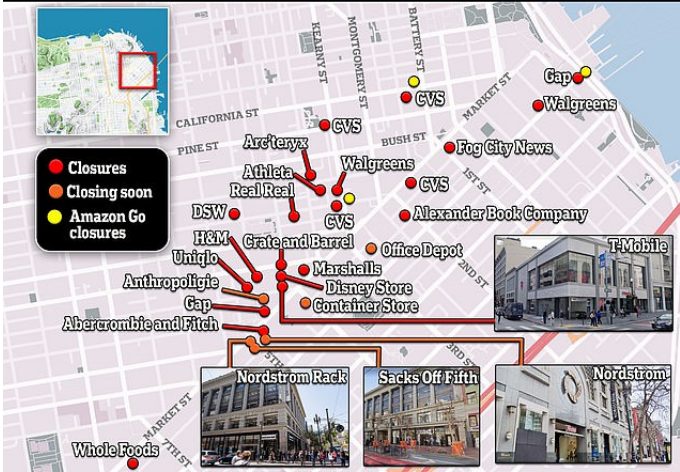 KEARNY ST
MONTGOMERY ST
BATTERY ST
MARKET ST
Gap
Walgreens
CVS
CALIFORNIA ST
CVS
PINE ST
BUSH ST
Arc'teryx
Fog City News
1ST ST
Closures
Closing soon
Amazon Go
closures
Athleta
Walgreens
Real Real
CVS
DSW
CVS
Alexander Book Company
H&M
Crate and Barrel
Office Depot
T-Mobile
Uniqlo
Marshalls
2ND ST
Anthropoligie
Disney Store
Gap
Container Store
Abercrombie and Fitch
3RD ST
5TH
Nordstrom Rack
Sacks Off Fifth
Nordstrom
MARKET ST
7TH ST
Whole Foods